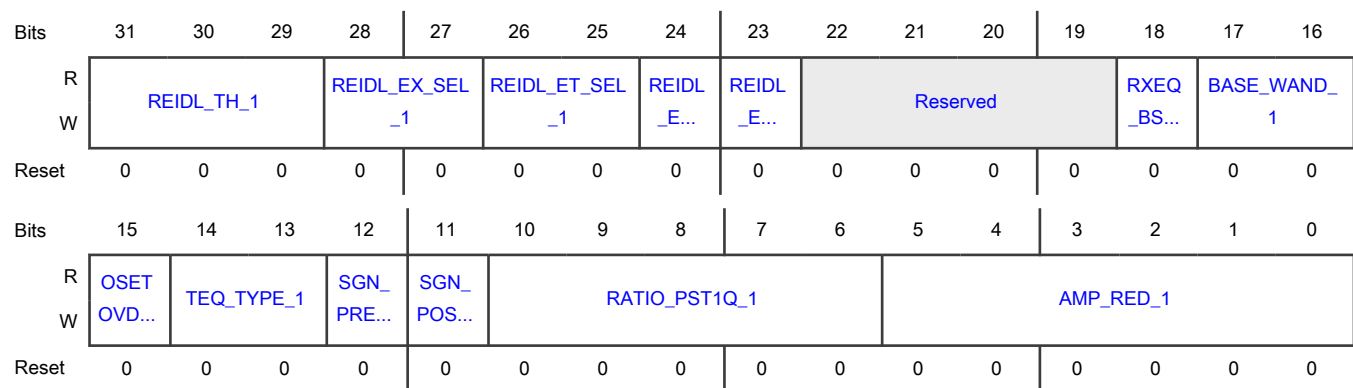 Bits 31 30 29 28 27 26 25 24 23 22 21 20 19 18 17 16
R
W
REIDL_TH_1
REIDL_EX_SEL
_1
REIDL_ET_SEL
_1
REIDL
_E...
REIDL
_E...
Reserved
RXEQ
_BS...
BASE_WAND_
1
Reset 0 0 0 0 0 0 0 0 0 0 0 0 0 0 0 0
Bits 15 14 13 12 11 10 9 8 7 6 5 4 3 2 1 0
R
W
OSET
OVD...
TEQ_TYPE_1
SGN_
PRE...
SGN_
POS...
RATIO_PST1Q_1
AMP_RED_1
Reset 0 0 0 0 0 0 0 0 0 0 0 0 0 0 0 0